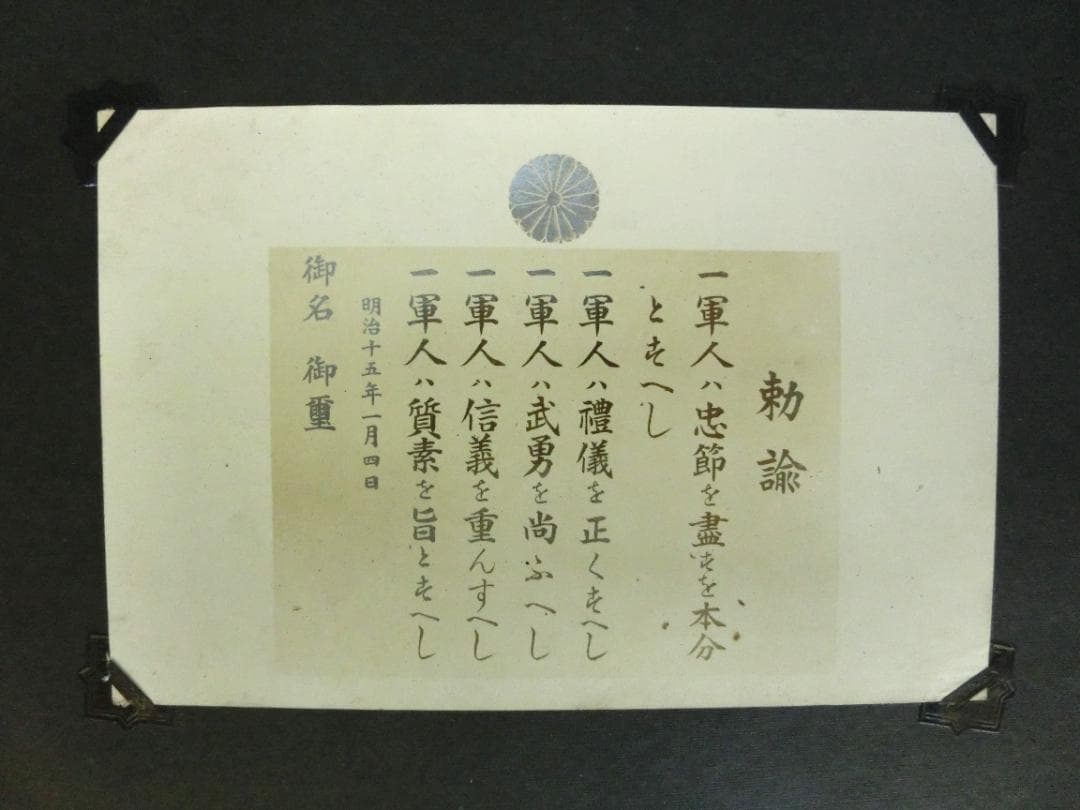 勅諭
一軍人ハ忠節を盡すを本分
とすへし
一軍人ハ禮儀を正くすへし
一軍人ハ武勇を尚ふへし
一軍人ハ信義を重んすへし
一軍人ハ質素を旨とすへし
明治十五年一月四日
御名 御璽